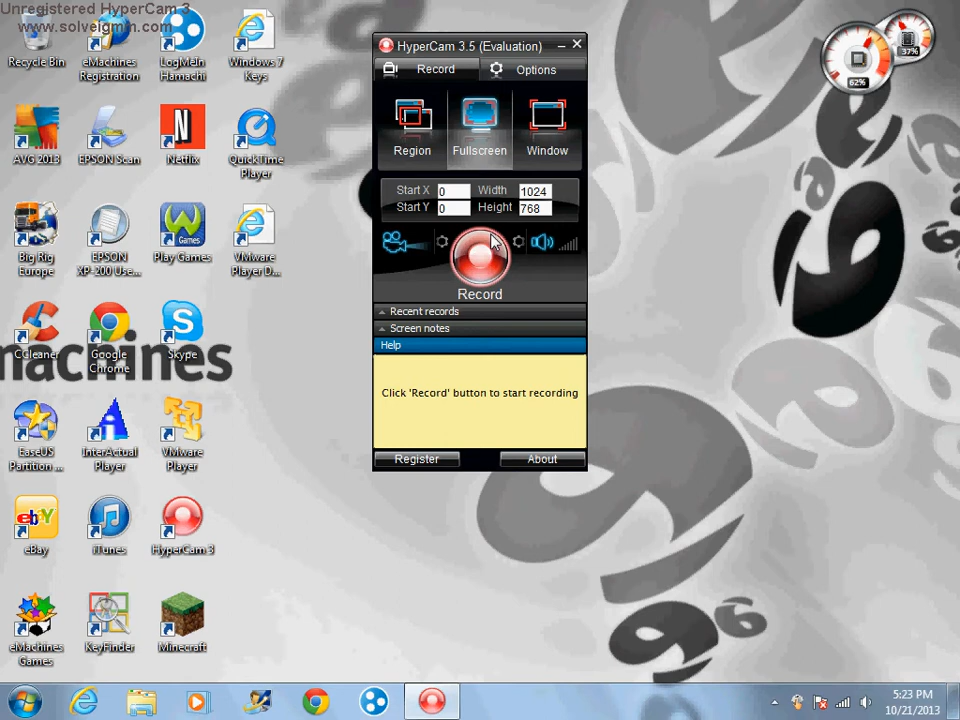 Unregistered HyperCam 3
www.solveigmm.com
Recycle Bin
eMachines
Registration
LogMeIn
Hamachi
Windows 7
Keys
AVG 2013
EPSON Scan
Netflix
QuickTime
Player
Big Rig
Europe
EPSON
XP-200 Use...
Play Games
VMware
Player D...
CCleaner
Google
Chrome
Skype
machines
EaseUS
Partition ...
InterActual
Player
VMware
Player
eBay
iTunes
HyperCam 3
eMachines
Games
KeyFinder
Minecraft
HyperCam 3.5 (Evaluation)
Record
Options
Region
Fullscreen
Window
Start X 0 Width 1024
Start Y 0 Height 768
Record
Recent records
Screen notes
Help
Click 'Record' button to start recording
Register
About
62%
37%
5:23 PM
10/21/2013